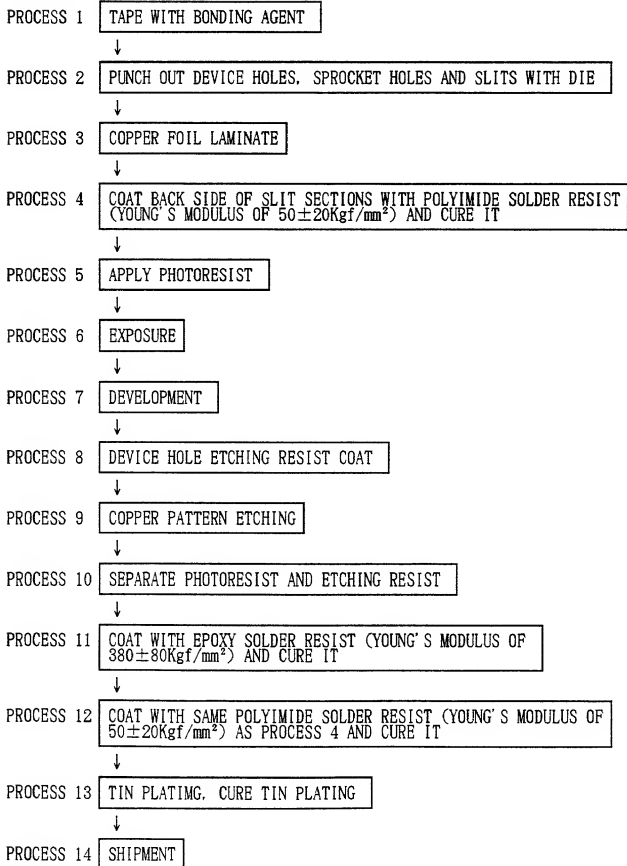 PROCESS 1 TAPE WITH BONDING AGENT
↓
PROCESS 2 PUNCH OUT DEVICE HOLES, SPROCKET HOLES AND SLITS WITH DIE
↓
PROCESS 3 COPPER FOIL LAMINATE
↓
PROCESS 4 COAT BACK SIDE OF SLIT SECTIONS WITH POLYIMIDE SOLDER RESIST
(YOUNG'S MODULUS OF 50±20Kgf/mm²) AND CURE IT
↓
PROCESS 5 APPLY PHOTORESIST
↓
PROCESS 6 EXPOSURE
↓
PROCESS 7 DEVELOPMENT
↓
PROCESS 8 DEVICE HOLE ETCHING RESIST COAT
↓
PROCESS 9 COPPER PATTERN ETCHING
↓
PROCESS 10 SEPARATE PHOTORESIST AND ETCHING RESIST
↓
PROCESS 11 COAT WITH EPOXY SOLDER RESIST (YOUNG'S MODULUS OF
380±80Kgf/mm²) AND CURE IT
↓
PROCESS 12 COAT WITH SAME POLYIMIDE SOLDER RESIST (YOUNG'S MODULUS OF
50±20Kgf/mm²) AS PROCESS 4 AND CURE IT
↓
PROCESS 13 TIN PLATIMG, CURE TIN PLATING
↓
PROCESS 14 SHIPMENT